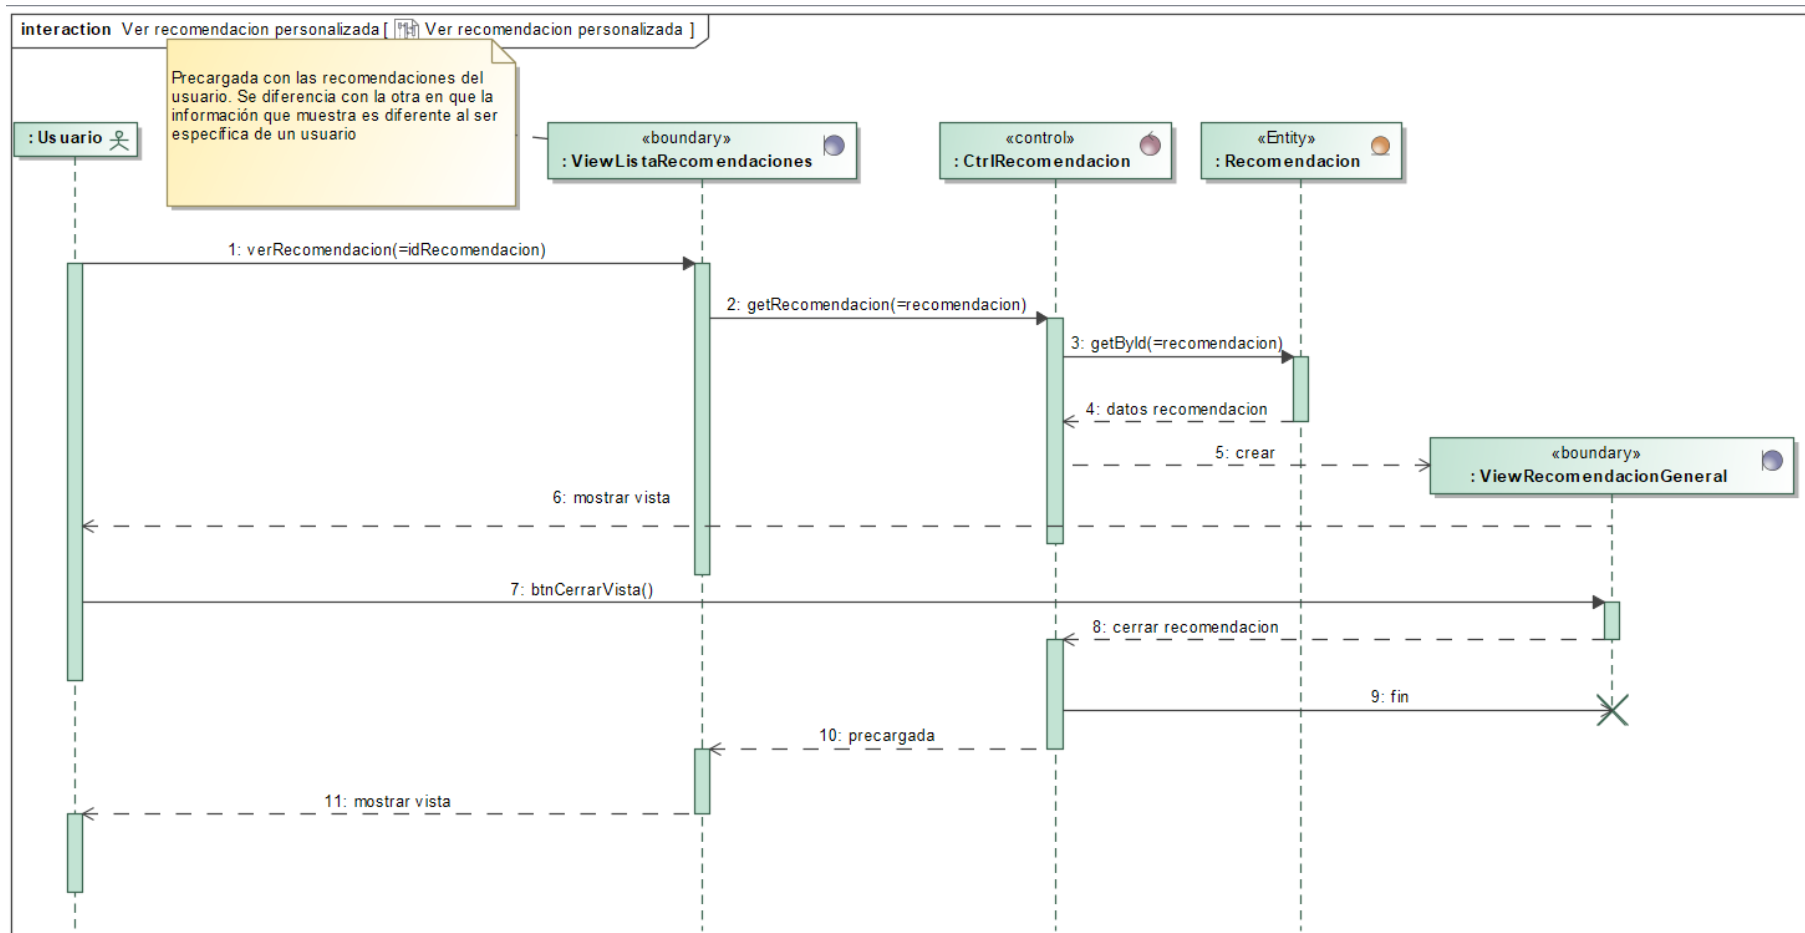 interaction Ver recomendacion personalizada [ Ver recomendacion personalizada ]
Precargada con las recomendaciones del
usuario. Se diferencia con la otra en que la
información que muestra es diferente al ser
específica de un usuario
: Usuario
«boundary»
: ViewListaRecomendaciones
«control»
: CtrlRecomendacion
«Entity»
: Recomendacion
1: verRecomendacion(=idRecomendacion)
2: getRecomendacion(=recomendacion)
3: getById(=recomendacion)
4: datos recomendacion
5: crear
«boundary»
: ViewRecomendacionGeneral
6: mostrar vista
7: btnCerrarVista()
8: cerrar recomendacion
9: fin
10: precargada
11: mostrar vista